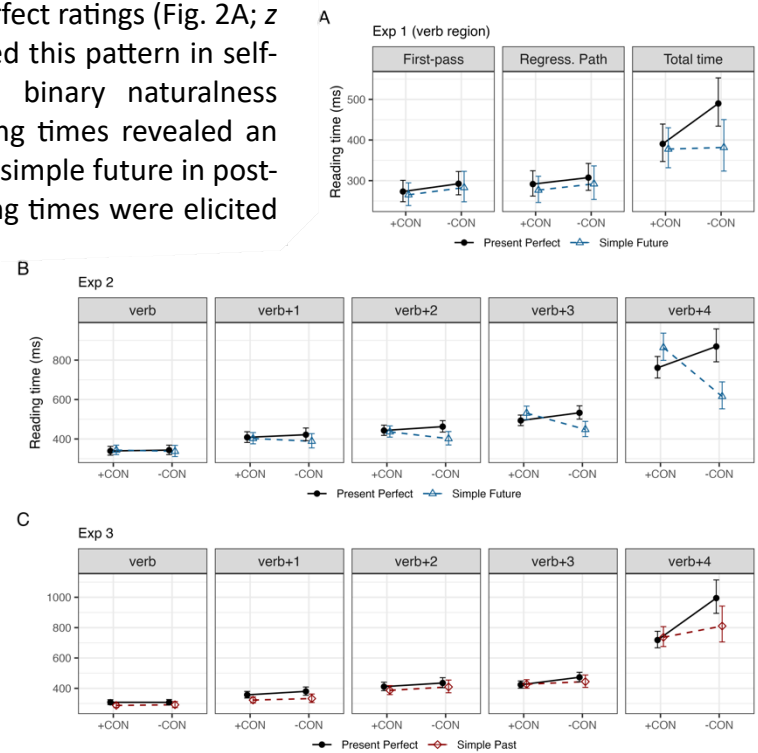 rfect ratings (Fig. 2A; z
ed this pattern in self-
binary naturalness
ng times revealed an
simple future in post-
ng times were elicited
A
Exp 1 (verb region)
First-pass Regress. Path Total time
Reading time (ms)
500
400
300
+CON -CON +CON -CON +CON -CON
Present Perfect Simple Future
B
Exp 2
verb verb+1 verb+2 verb+3 verb+4
Reading time (ms)
800
600
400
+CON -CON +CON -CON +CON -CON +CON -CON +CON -CON
Present Perfect Simple Future
C
Exp 3
verb verb+1 verb+2 verb+3 verb+4
1000
800
600
400
+CON -CON +CON -CON +CON -CON +CON -CON +CON -CON
Present Perfect Simple Past